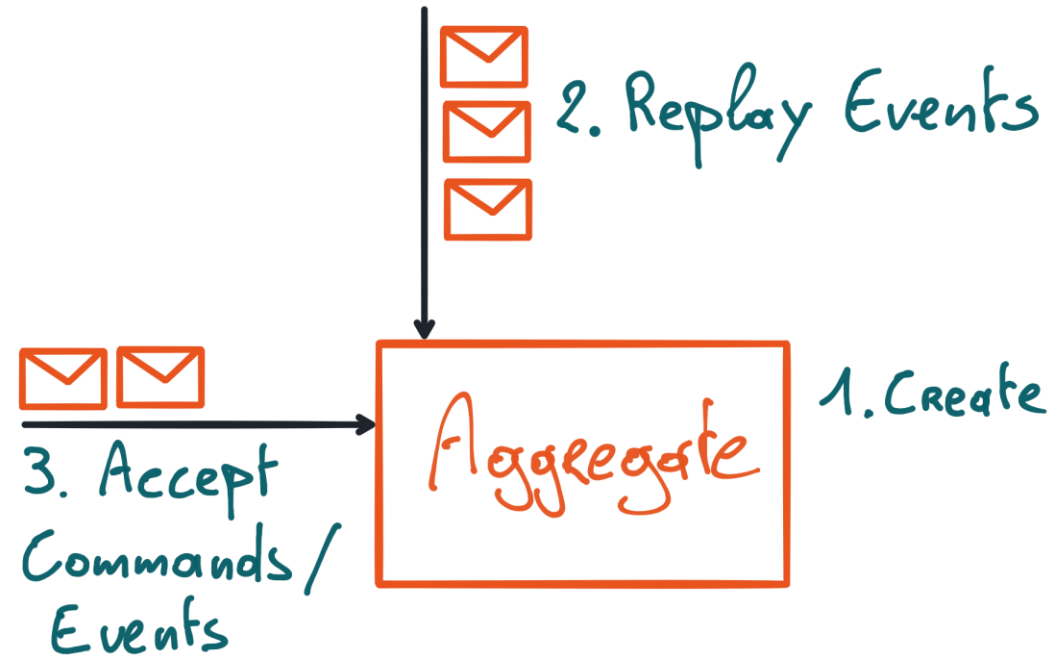 2. Replay Events
1. Create
Aggregate
3. Accept
Commands/
Events